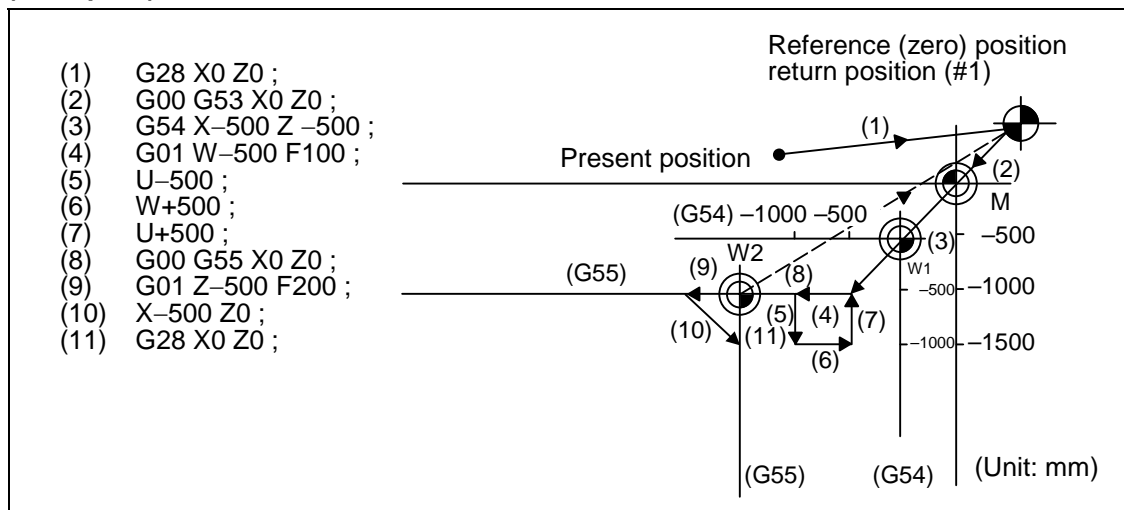 Reference (zero) position
return position (#1)
(1) G28 X0 Z0 ;
(2) G00 G53 X0 Z0 ;
(3) G54 X–500 Z –500 ;
(4) G01 W–500 F100 ;
(5) U–500 ;
(6) W+500 ;
(7) U+500 ;
(8) G00 G55 X0 Z0 ;
(9) G01 Z–500 F200 ;
(10) X–500 Z0 ;
(11) G28 X0 Z0 ;
(1)
Present position
(2)
M
(G54) –1000 –500
(3)
–500
W2
W1
(G55)
(9)
(8)
–500
–1000
(10)
(11)
(5)
(4)
(7)
(6)
–1000
–1500
(G55)
(G54)
(Unit: mm)